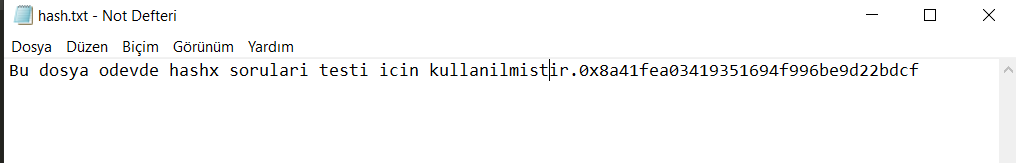 hash.txt - Not Defteri
Dosya Düzen Biçim Görünüm Yardım
Bu dosya odevde hashx sorulari testi icin kullanilmistir.0x8a41fea03419351694f996be9d22bdcf